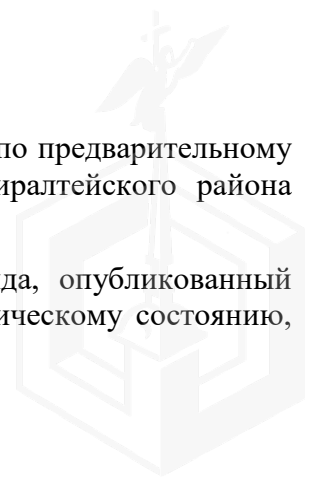 по предварительному
иралтейского района
да, опубликованный
ическому состоянию,